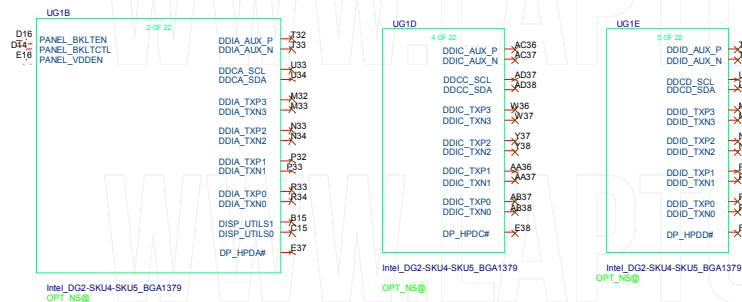 UG1B
2 OF 22
D16 PANEL_BKLTEN
D14 PANEL_BKLTCTL
E16 PANEL_VDDEN
DDIA_AUX_P T32
DDIA_AUX_N T33
DDCA_SCL U33
DDCA_SDA U34
DDIA_TXP3 M32
DDIA_TXN3 M33
DDIA_TXP2 N33
DDIA_TXN2 N34
DDIA_TXP1 P32
DDIA_TXN1 P33
DDIA_TXP0 R33
DDIA_TXN0 R34
DISP_UTILS1 B15
DISP_UTILS0 C15
DP_HPDA# E37
Intel_DG2-SKU4-SKU5_BGA1379
OPT_NS@
UG1D
4 OF 22
DDIC_AUX_P AC36
DDIC_AUX_N AC37
DDCC_SCL AD37
DDCC_SDA AD38
DDIC_TXP3 W36
DDIC_TXN3 W37
DDIC_TXP2 Y37
DDIC_TXN2 Y38
DDIC_TXP1 AA36
DDIC_TXN1 AA37
DDIC_TXP0 AB37
DDIC_TXN0 AB38
DP_HPDC# E38
Intel_DG2-SKU4-SKU5_BGA1379
OPT_NS@
UG1E
5 OF 22
DDID_AUX_P
DDID_AUX_N
DDCD_SCL
DDCD_SDA
DDID_TXP3
DDID_TXN3
DDID_TXP2
DDID_TXN2
DDID_TXP1
DDID_TXN1
DDID_TXP0
DDID_TXN0
DP_HPDD#
Intel_DG2-SKU4-SKU5_BGA1379
OPT_NS@